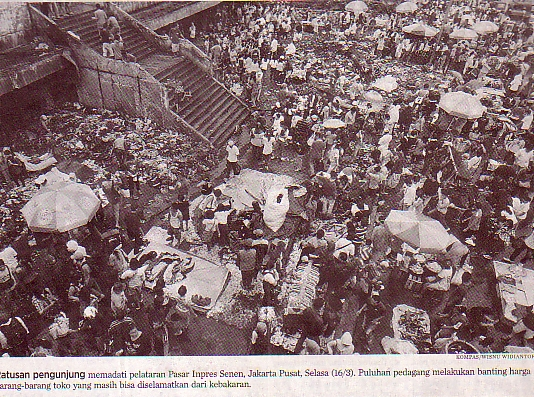 KOMPAS/WISNU WIDIANTORO
Ratusan pengunjung memadati pelataran Pasar Inpres Senen, Jakarta Pusat, Selasa (16/3). Puluhan pedagang melakukan banting harga
barang-barang toko yang masih bisa diselamatkan dari kebakaran.